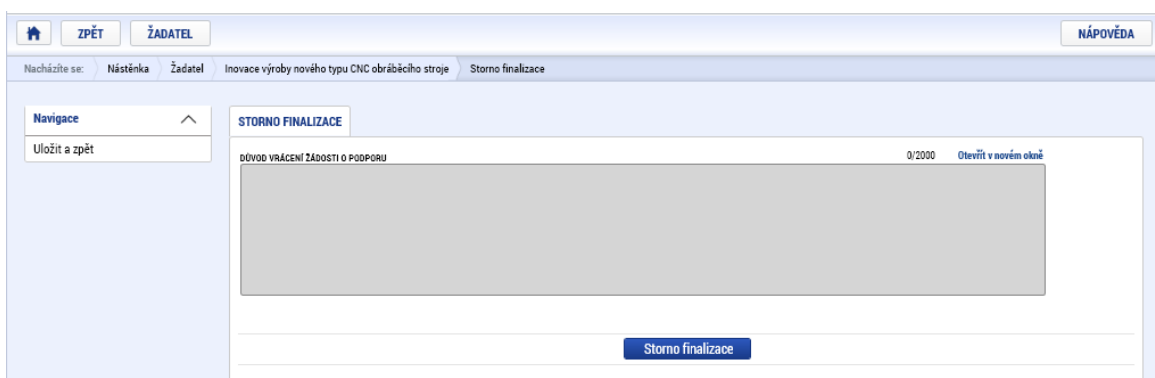 ZPĚT ŽADATEL NÁPOVĚDA
Nacházíte se: Nástěnka Žadatel Inovace výroby nového typu CNC obráběcího stroje Storno finalizace
Navigace
Uložit a zpět
STORNO FINALIZACE
DŮVOD VRÁCENÍ ŽÁDOSTI O PODPORU 0/2000 Otevřít v novém okně
Storno finalizace